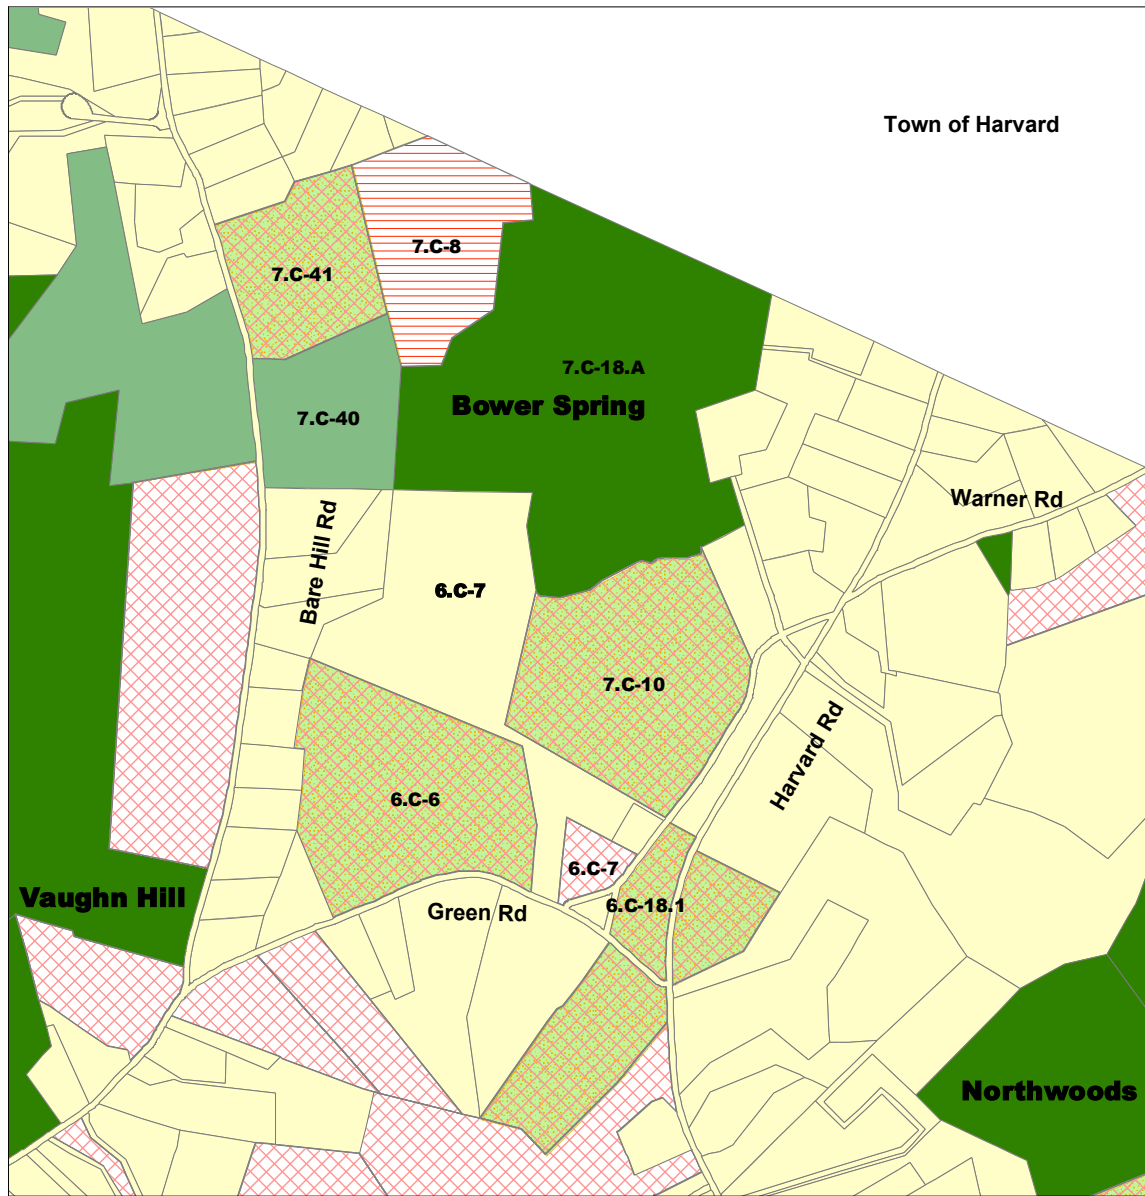 Town of Harvard
7.C-8
7.C-41
7.C-18.A
Bower Spring
7.C-40
Warner Rd
Bare Hill Rd
6.C-7
7.C-10
Harvard Rd
6.C-6
6.C-7
Vaughn Hill
6.C-18.1
Green Rd
Northwoods